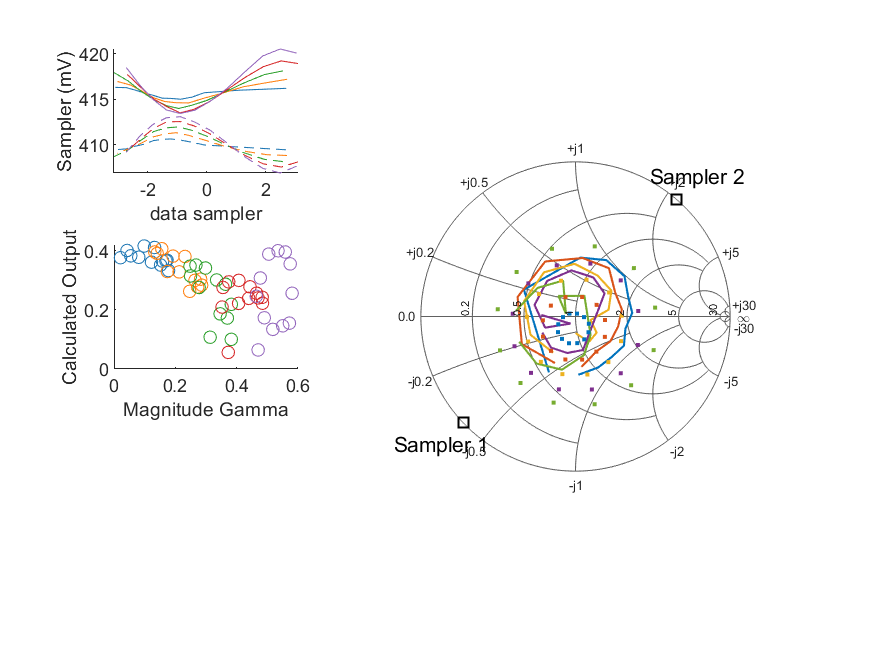 420
415
410
Sampler (mV)
-2 0 2
data sampler
0.4
0.2
0
Calculated Output
0 0.2 0.4 0.6
Magnitude Gamma
+j1
+j0.5
Sampler 2
+j0.2
+j5
0.0
0.2
0.5
2
5
30
+j30
∞
-j30
-j0.2
-j5
Sampler 1
-j0.5
-j2
-j1